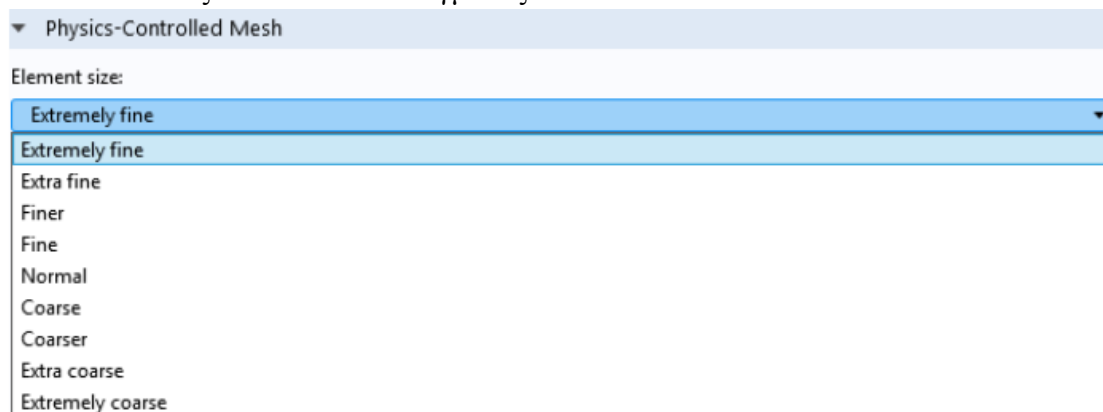 Physics-Controlled Mesh
Element size:
Extremely fine
Extremely fine
Extra fine
Finer
Fine
Normal
Coarse
Coarser
Extra coarse
Extremely coarse